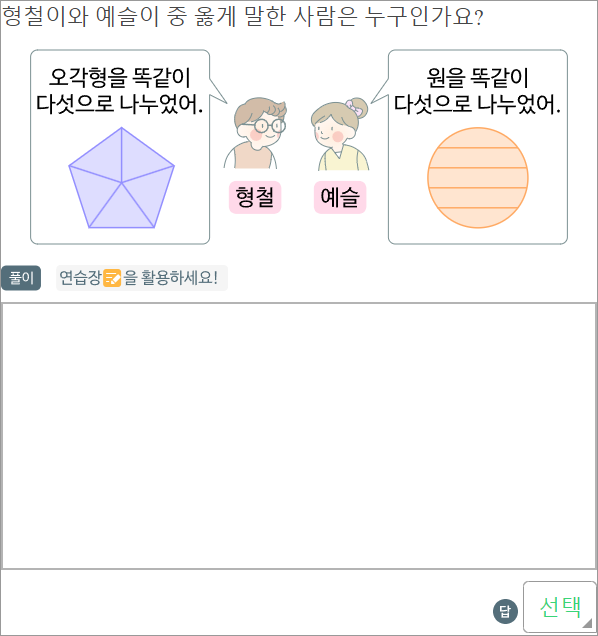 형철이와 예슬이 중 옳게 말한 사람은 누구인가요?
오각형을 똑같이
다섯으로 나누었어.
원을 똑같이
다섯으로 나누었어.
형철
예슬
풀이
연습장을 활용하세요!
답
선택